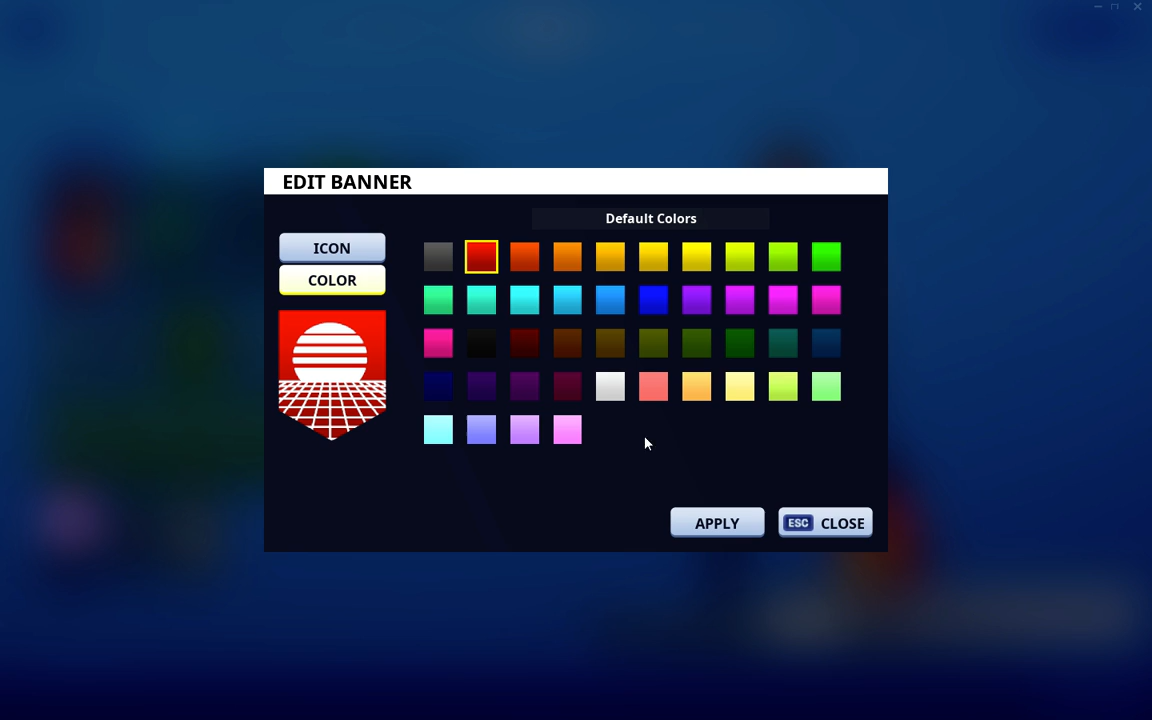 EDIT BANNER
Default Colors
ICON
COLOR
APPLY
ESC CLOSE